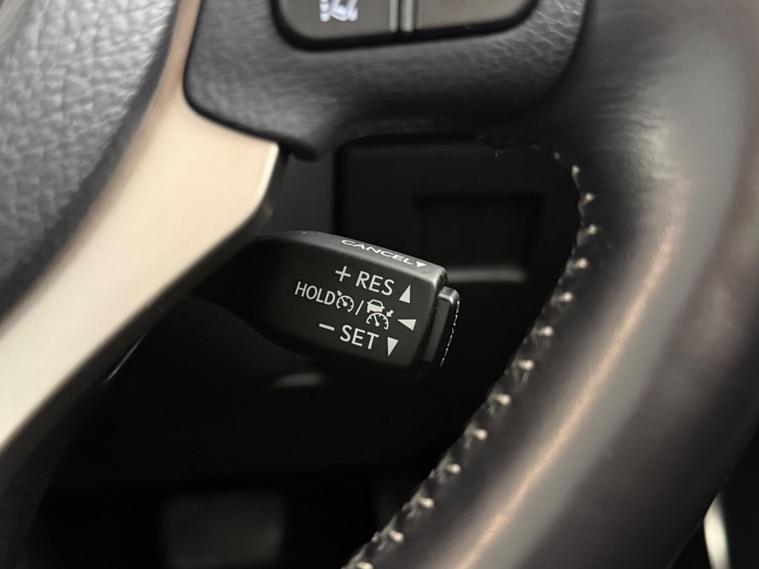 CANCEL▼
+ RES ▲
HOLD /
− SET ▼